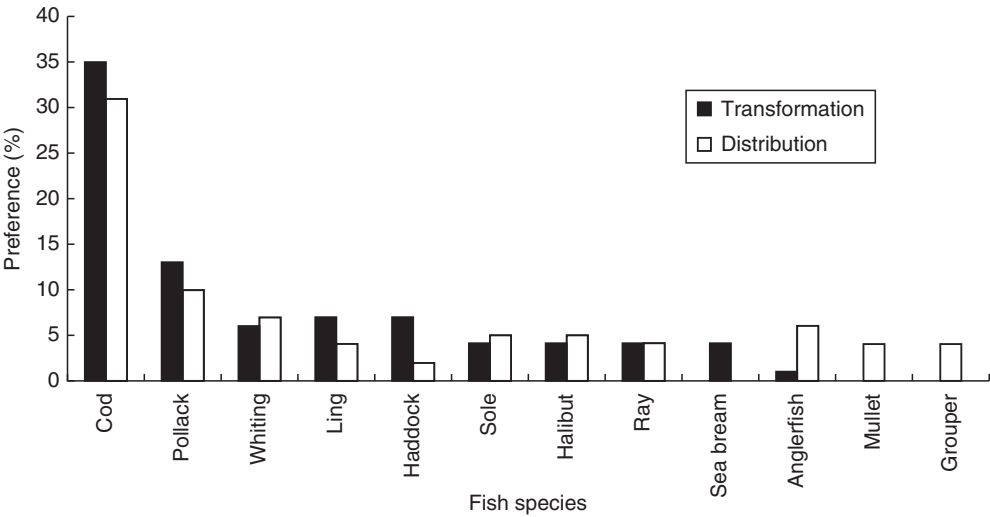 40
35
30
25
20
15
10
5
0
Preference (%)
Transformation
Distribution
Cod
Pollack
Whiting
Ling
Haddock
Sole
Halibut
Ray
Sea bream
Anglerfish
Mullet
Grouper
Fish species